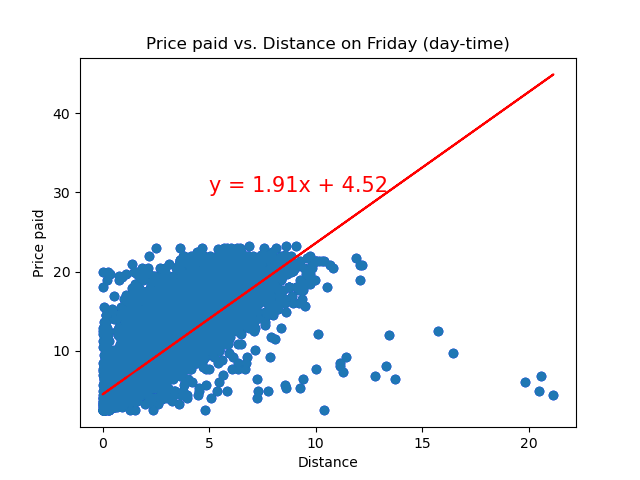 Price paid vs. Distance on Friday (day-time)
40
30
20
10
y = 1.91x + 4.52
Price paid
0 5 10 15 20
Distance